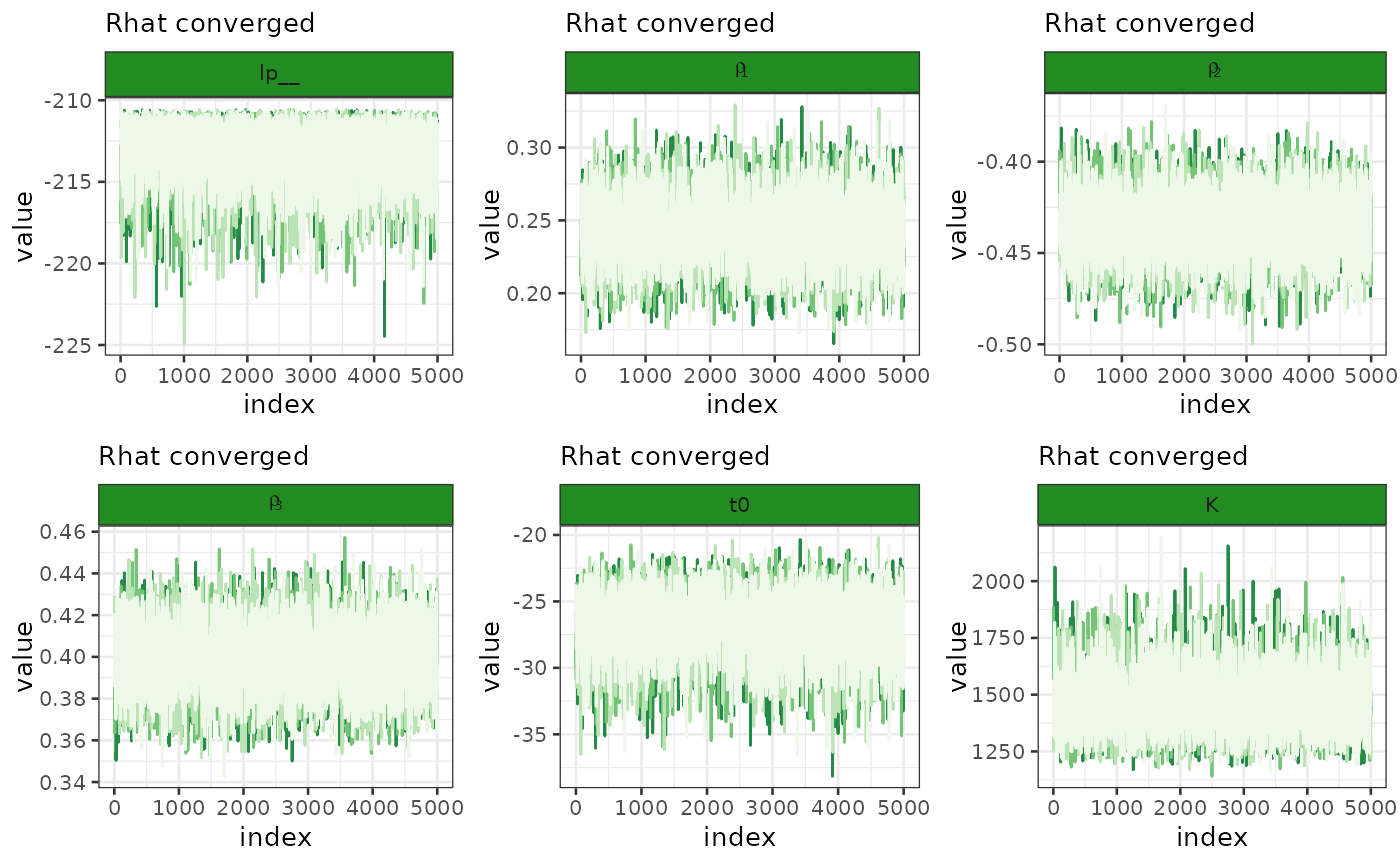 Rhat converged
lp__
value
-210
-215
-220
-225
0 1000 2000 3000 4000 5000
index
Rhat converged
ρ1
value
0.30
0.25
0.20
0 1000 2000 3000 4000 5000
index
Rhat converged
ρ2
value
-0.40
-0.45
-0.50
0 1000 2000 3000 4000 5000
index
Rhat converged
ρ3
value
0.46
0.44
0.42
0.40
0.38
0.36
0.34
0 1000 2000 3000 4000 5000
index
Rhat converged
t0
value
-20
-25
-30
-35
0 1000 2000 3000 4000 5000
index
Rhat converged
K
value
2000
1750
1500
1250
0 1000 2000 3000 4000 5000
index